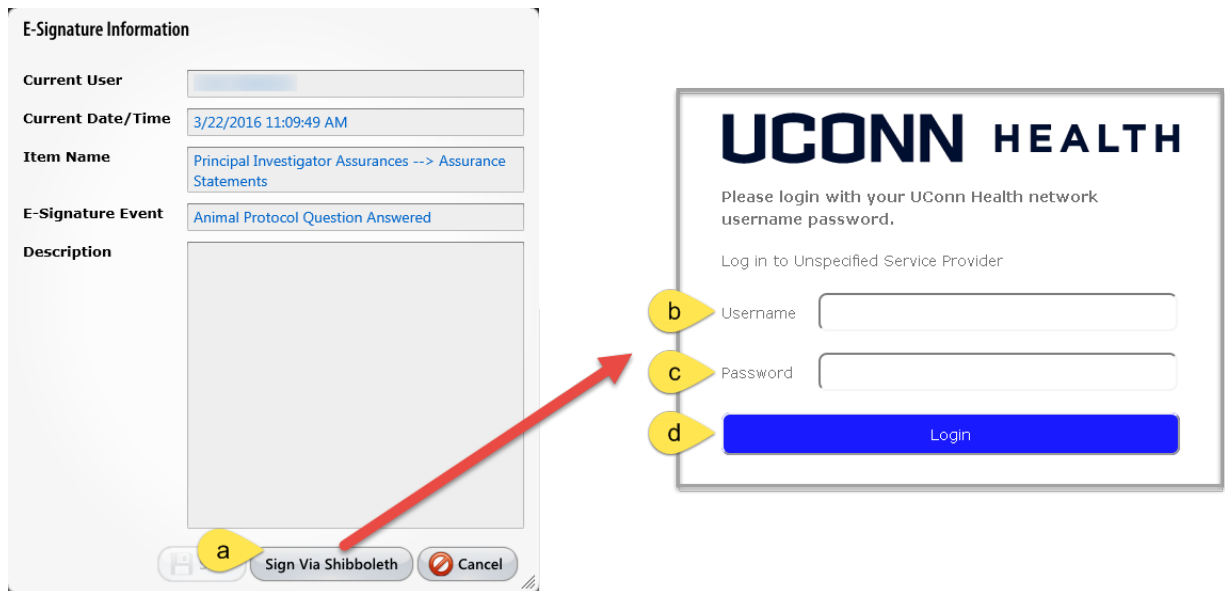 E-Signature Information
Current User
Current Date/Time
3/22/2016 11:09:49 AM
Item Name
Principal Investigator Assurances --> Assurance
Statements
E-Signature Event
Animal Protocol Question Answered
Description
a
Sign Via Shibboleth
Cancel
UCONN HEALTH
Please login with your UConn Health network
username password.
Log in to Unspecified Service Provider
b
Username
c
Password
d
Login